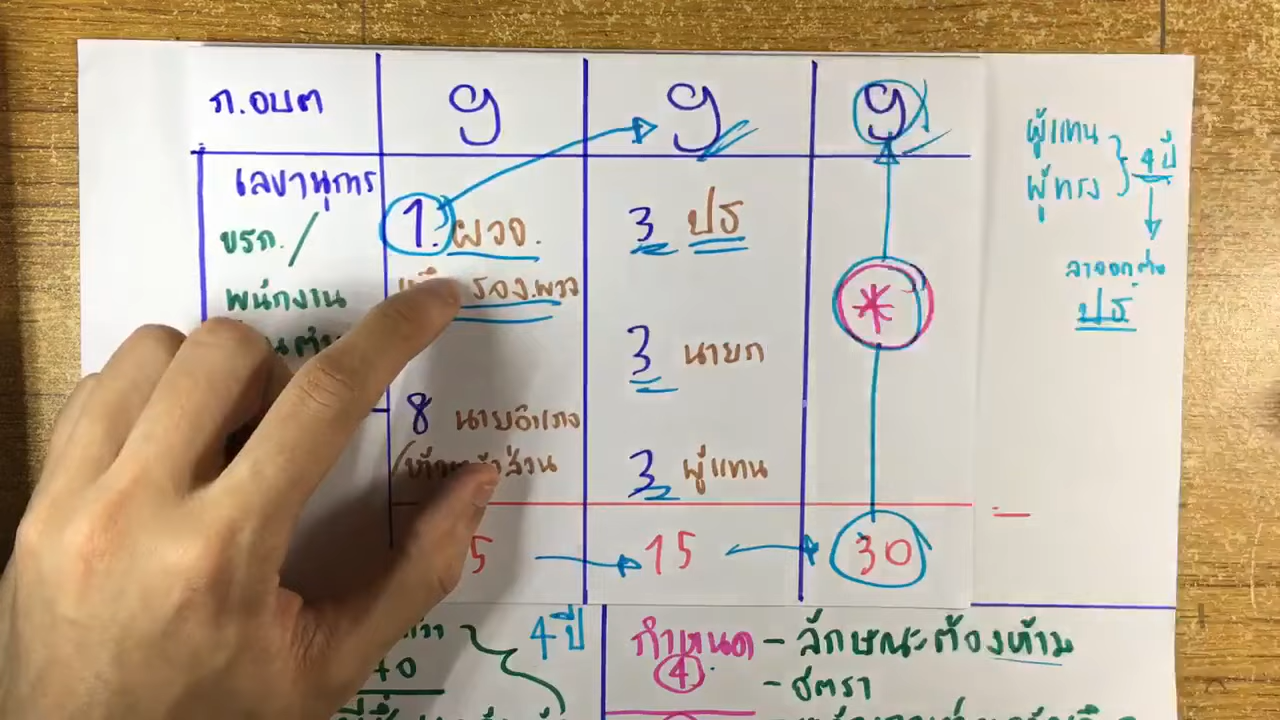 ภ.อบต 9 9 9
เลขานุการ
ขรก./
พนักงาน
1. ผวจ.
รอง.ผวจ
8 นายอำเภอ
ส่วน
3 ปธ
3 นายก
3 ผู้แทน
*
5 15 30
ผู้แทน
ผู้ทรง
4 ปี
ลาออกต่อ
ปธ
4 ปี
กำหนด - ลักษณะต้องห้าม
4
- อัตรา